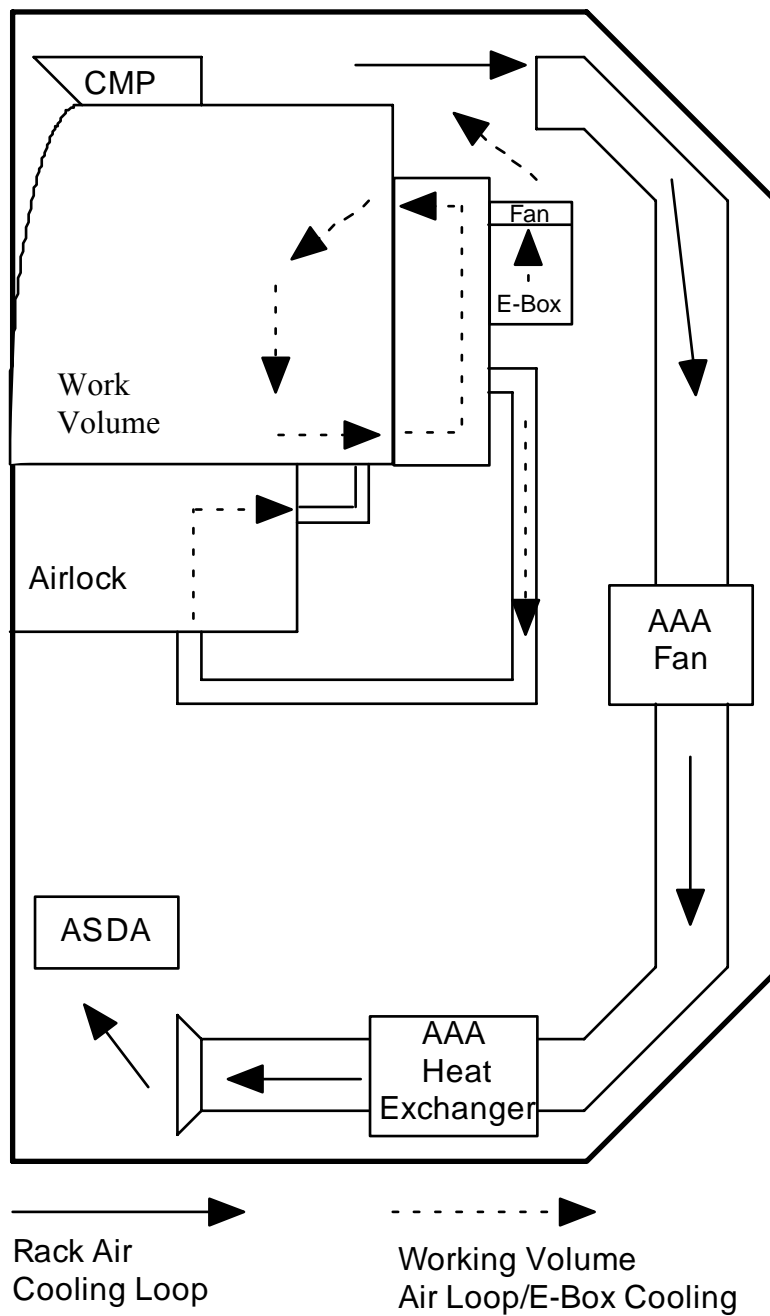 CMP
Fan
E-Box
Work
Volume
Airlock
AAA
Fan
ASDA
AAA
Heat
Exchanger
Rack Air
Cooling Loop
Working Volume
Air Loop/E-Box Cooling